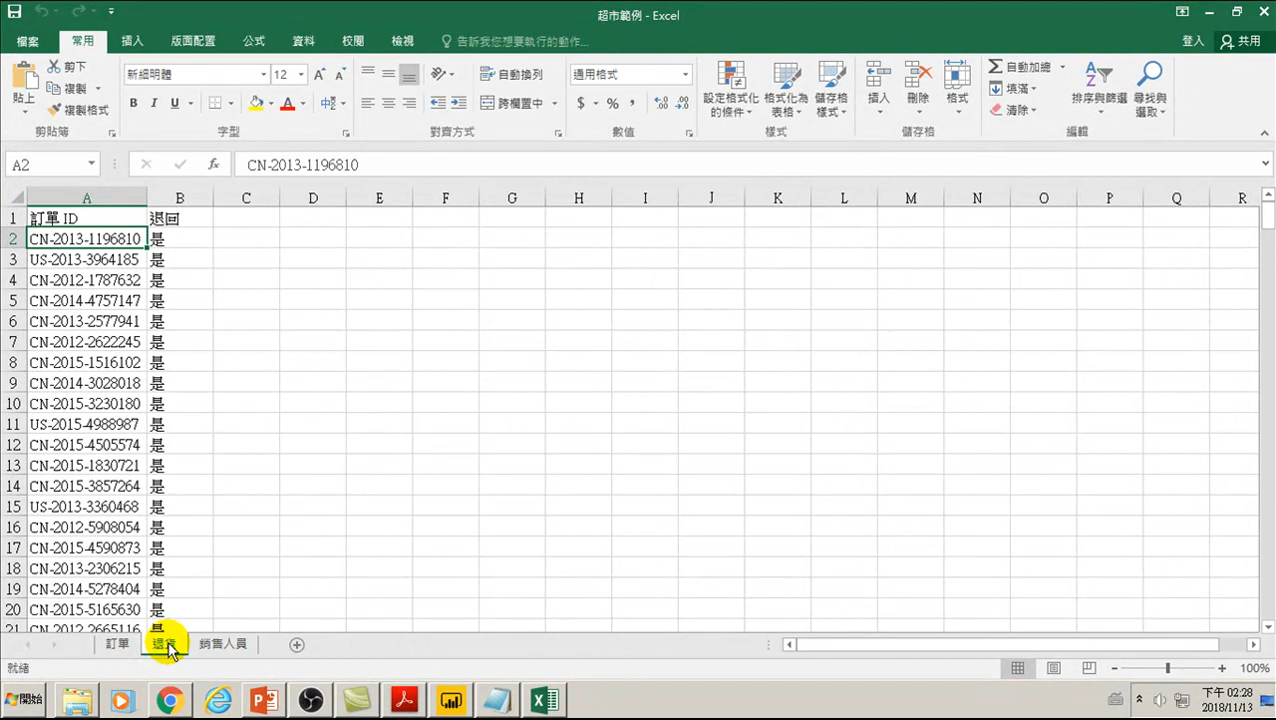 超市範例 - Excel
檔案 常用 插入 版面配置 公式 資料 校閱 檢視 告訴我您想要執行的動作... 登入 共用
貼上 剪下 複製 複製格式
新細明體 12
B I U A
自動換列 跨欄置中
通用格式
$ % ,
設定格式化的條件 格式化為表格 儲存格樣式
插入 刪除 格式
自動加總 填滿 清除
排序與篩選 尋找與選取
剪貼簿 字型 對齊方式 數值 樣式 儲存格 編輯
A2 fx CN-2013-1196810
A B C D E F G H I J K L M N O P Q R
1 訂單 ID 退回
2 CN-2013-1196810 是
3 US-2013-3964185 是
4 CN-2012-1787632 是
5 CN-2014-4757147 是
6 CN-2013-2577941 是
7 CN-2012-2622245 是
8 CN-2015-1516102 是
9 CN-2014-3028018 是
10 CN-2015-3230180 是
11 US-2015-4988987 是
12 CN-2015-4505574 是
13 CN-2015-1830721 是
14 CN-2015-3857264 是
15 US-2013-3360468 是
16 CN-2012-5908054 是
17 CN-2015-4590873 是
18 CN-2013-2306215 是
19 CN-2014-5278404 是
20 CN-2015-5165630 是
21 CN-2012-2665116 是
訂單 退貨 銷售人員
就緒 100%
開始 下午 02:28
2018/11/13